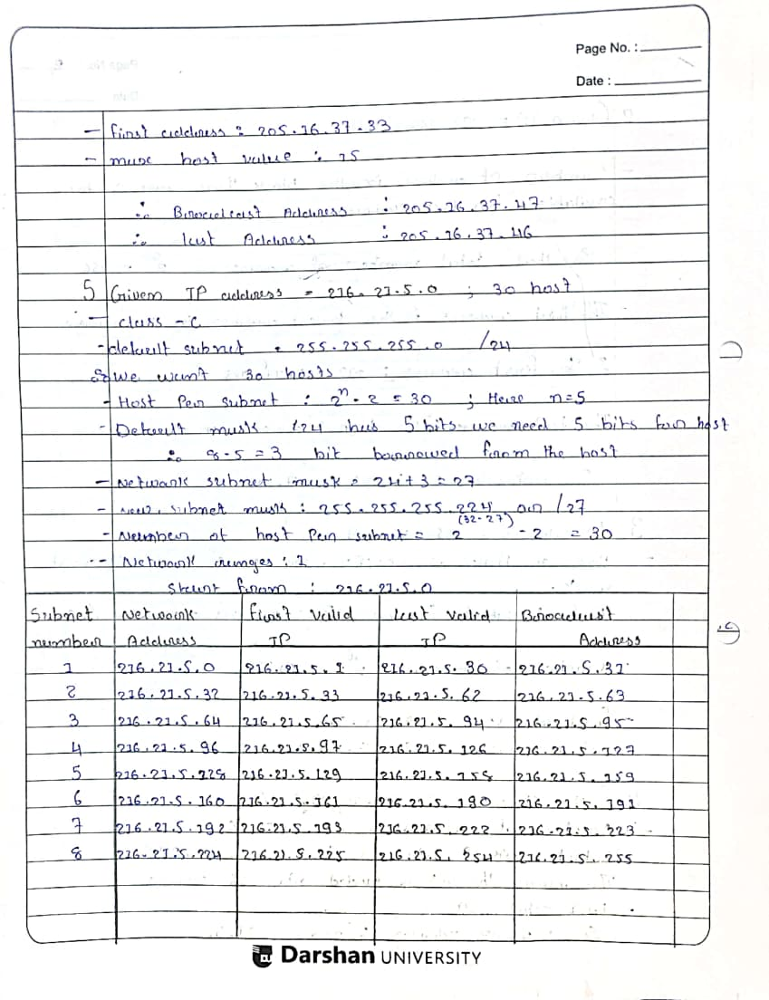 Page No. :
Date :
- first address : 205.16.37.33
- max host value : 15
∴ Broadcast Address : 205.16.37.47
∴ last Address : 205.16.37.46
5 Given IP address = 216.21.5.0 ; 30 host
- class - C
- default subnet = 255.255.255.0 /24
So we want 30 hosts
- Host Per subnet : 2^n - 2 = 30 ; Here n=5
- Default mask /24 has 5 bits we need 5 bits for host
∴ 8-5 = 3 bit borrowed from the host
- Network subnet mask = 24+3 = 27
- new subnet mask : 255.255.255.224 or /27
- Number of host Per subnet = 2^(32-27) - 2 = 30
- Network ranges :
Start from : 216.21.5.0
Subnet number Network Address First Valid IP Last Valid IP Broadcast Address
1 216.21.5.0 216.21.5.1 216.21.5.30 216.21.5.31
2 216.21.5.32 216.21.5.33 216.21.5.62 216.21.5.63
3 216.21.5.64 216.21.5.65 216.21.5.94 216.21.5.95
4 216.21.5.96 216.21.5.97 216.21.5.126 216.21.5.127
5 216.21.5.128 216.21.5.129 216.21.5.158 216.21.5.159
6 216.21.5.160 216.21.5.161 216.21.5.190 216.21.5.191
7 216.21.5.192 216.21.5.193 216.21.5.222 216.21.5.223
8 216.21.5.224 216.21.5.225 216.21.5.254 216.21.5.255
Darshan UNIVERSITY